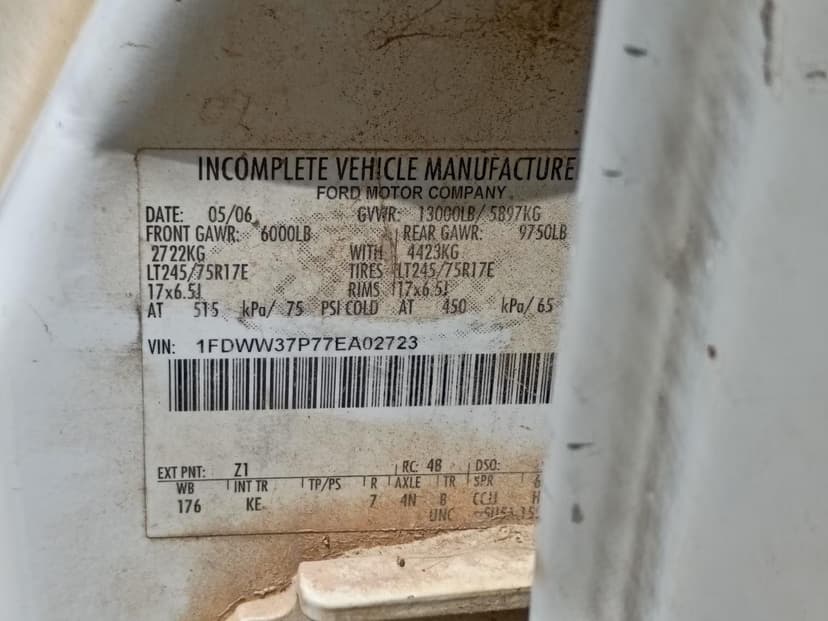 INCOMPLETE VEHICLE MANUFACTURE
FORD MOTOR COMPANY
DATE: 05/06 GVWR: 13000LB/ 5897KG
FRONT GAWR: 6000LB REAR GAWR: 9750LB
2722KG WITH 4423KG
LT245/75R17E TIRES LT245/75R17E
17x6.5J RIMS 17x6.5J
AT 515 kPa/ 75 PSI COLD AT 450 kPa/ 65
VIN: 1FDWW37P77EA02723
EXT PNT: Z1 RC: 4B DSO:
WB INT TR TP/PS R AXLE TR SPR 6
176 KE 7 4N B H
UNC